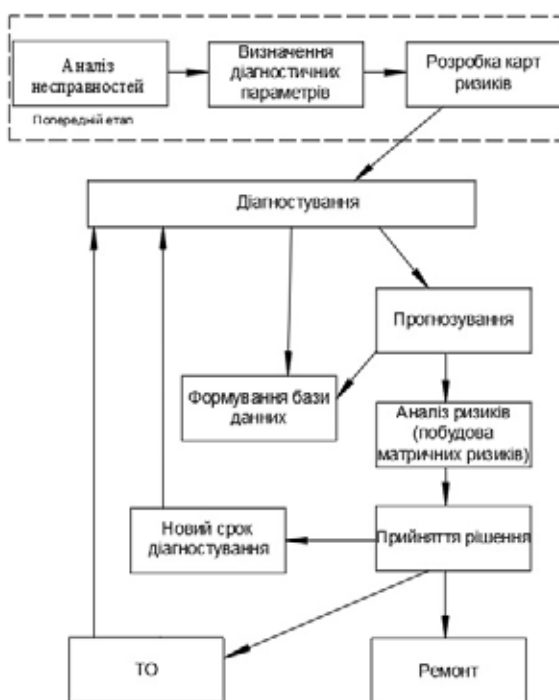 Аналіз
несправностей
Визначення
діагностичних
параметрів
Розробка карт
ризиків
Попередній етап
Діагностування
Прогнозування
Формування бази
данних
Аналіз ризиків
(побудова
матричних ризиків)
Новий срок
діагностування
Прийняття рішення
ТО
Ремонт